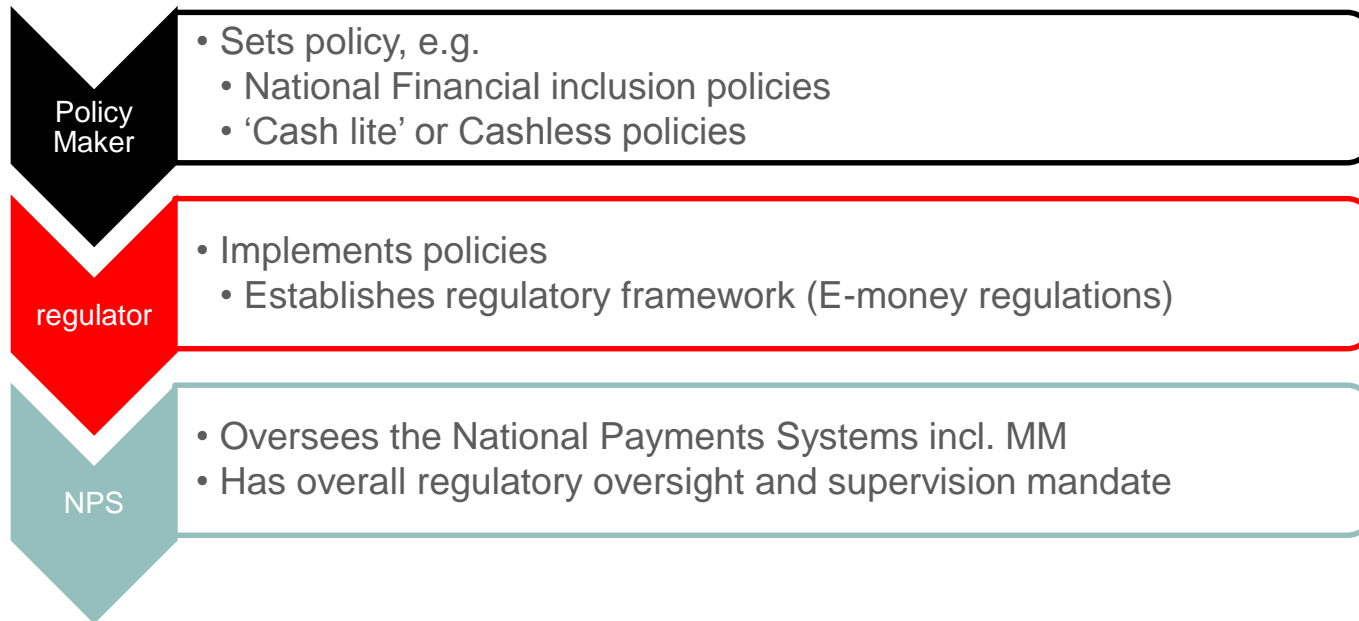 Policy
Maker
• Sets policy, e.g.
• National Financial inclusion policies
• ‘Cash lite’ or Cashless policies
regulator
• Implements policies
• Establishes regulatory framework (E-money regulations)
NPS
• Oversees the National Payments Systems incl. MM
• Has overall regulatory oversight and supervision mandate